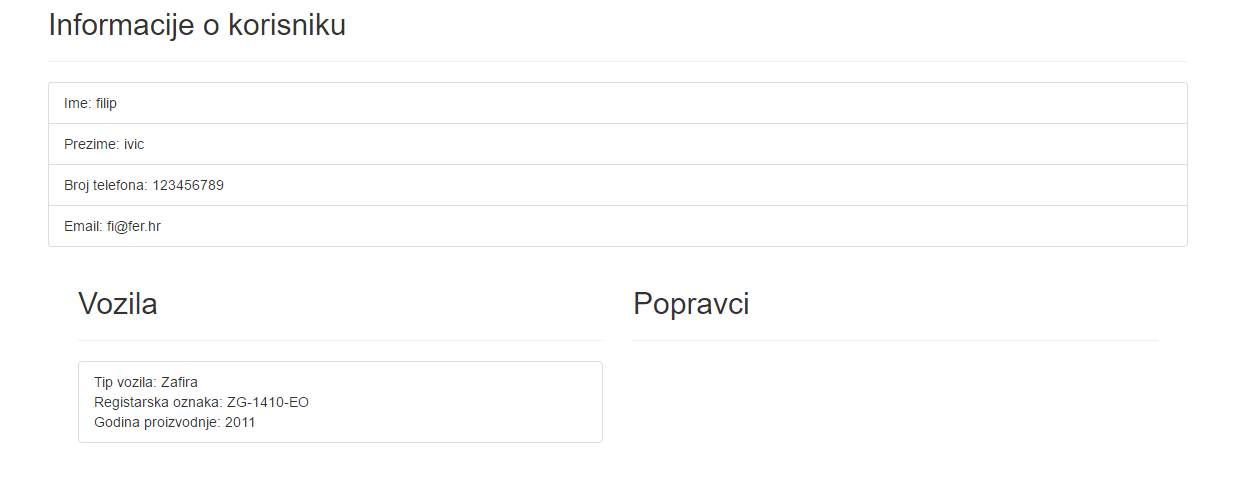 Informacije o korisniku
Ime: filip
Prezime: ivic
Broj telefona: 123456789
Email: fi@fer.hr
Vozila
Tip vozila: Zafira
Registarska oznaka: ZG-1410-EO
Godina proizvodnje: 2011
Popravci